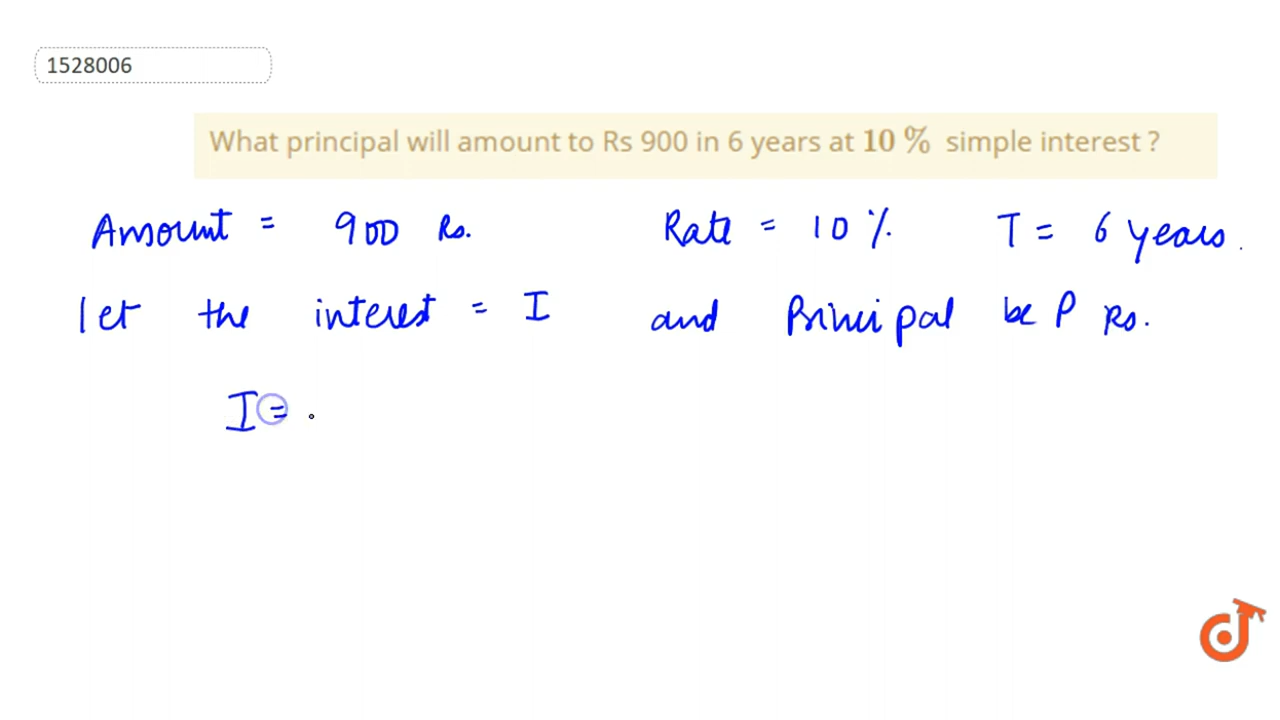 1528006
What principal will amount to Rs 900 in 6 years at 10 % simple interest ?
Amount = 900 Rs. Rate = 10 % T = 6 years.
let the interest = I and Principal be P Rs.
I = .